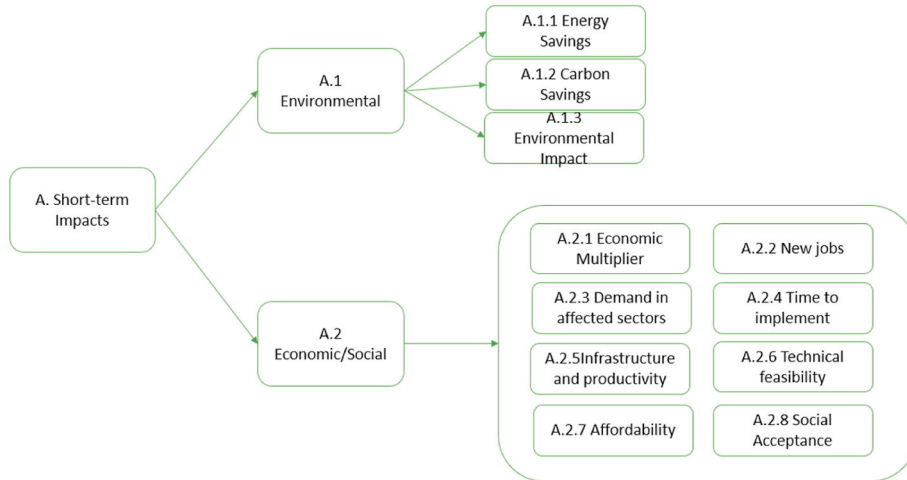 A. Short-term
Impacts
A.1
Environmental
A.1.1 Energy
Savings
A.1.2 Carbon
Savings
A.1.3
Environmental
Impact
A.2
Economic/Social
A.2.1 Economic
Multiplier
A.2.2 New jobs
A.2.3 Demand in
affected sectors
A.2.4 Time to
implement
A.2.5Infrastructure
and productivity
A.2.6 Technical
feasibility
A.2.7 Affordability
A.2.8 Social
Acceptance